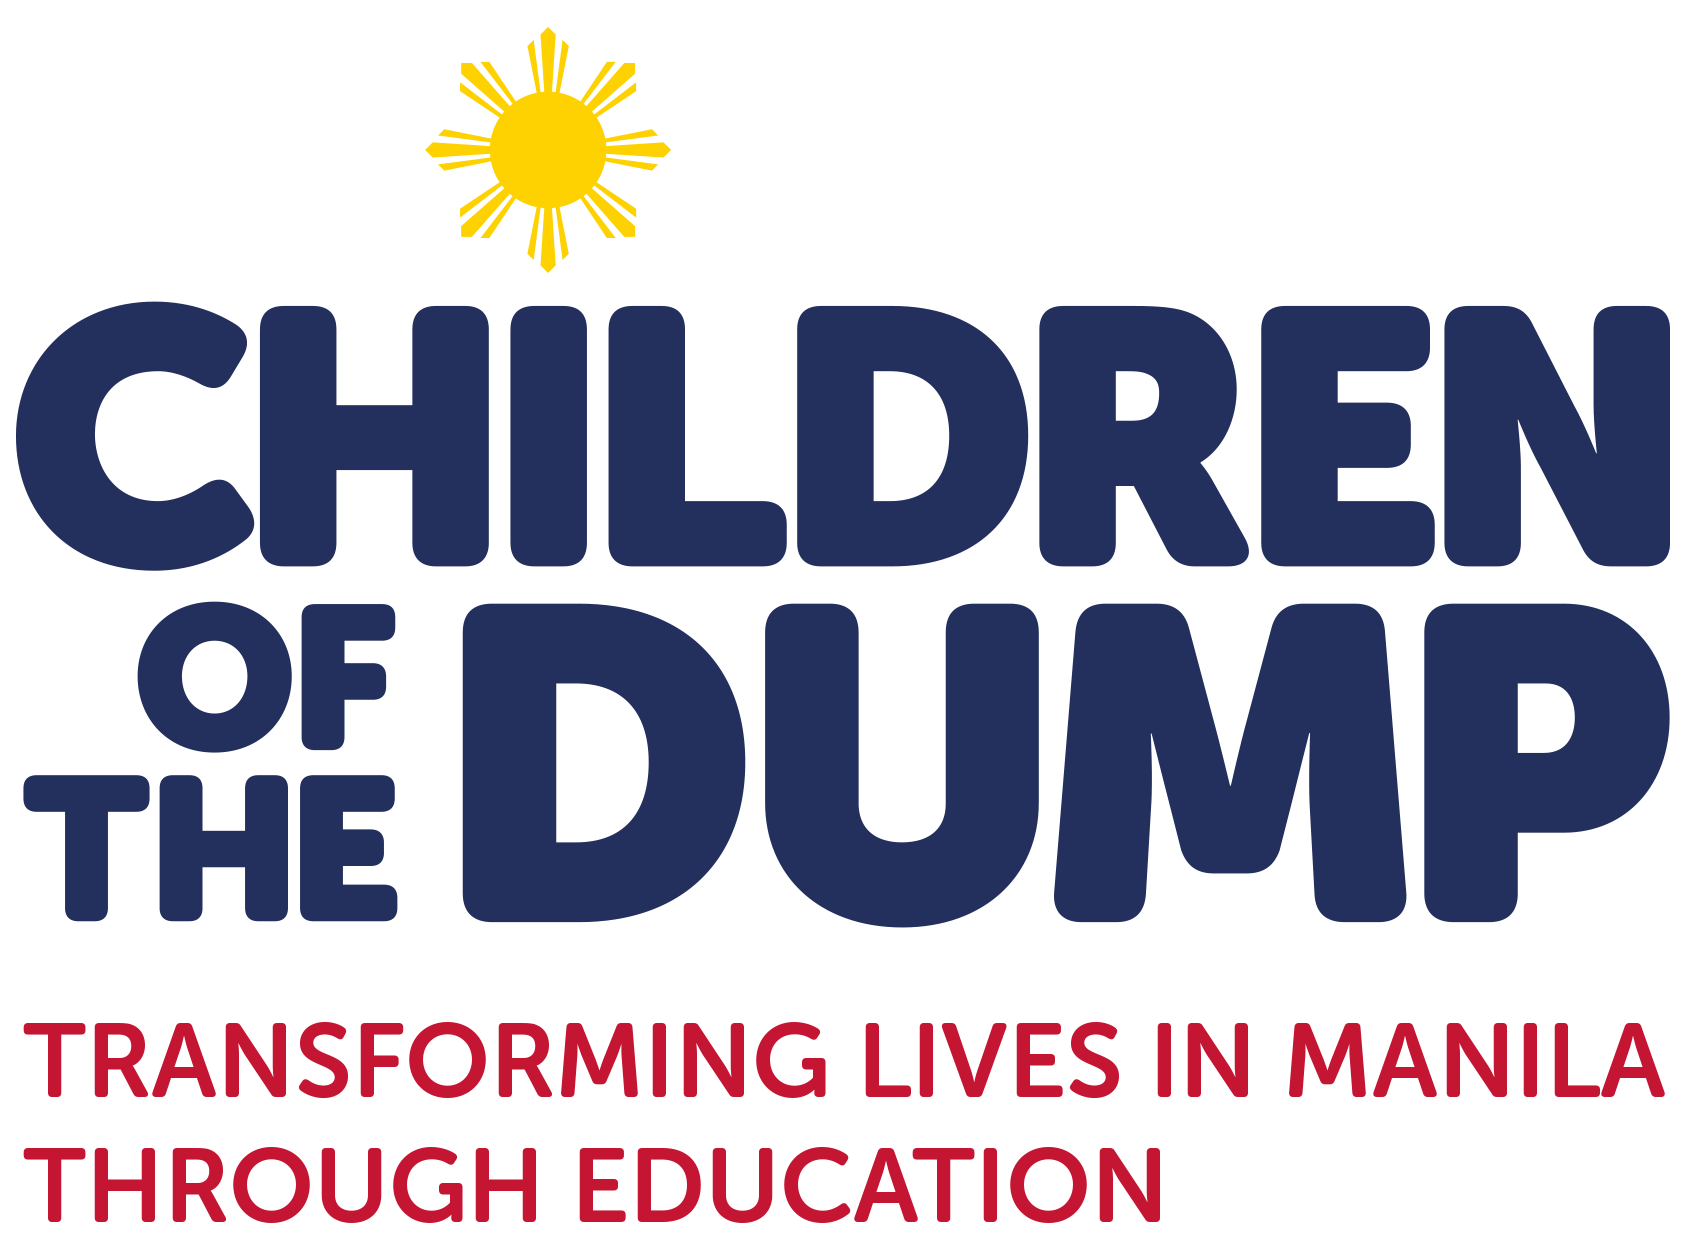 CHILDREN
OF
THE DUMP
TRANSFORMING LIVES IN MANILA
THROUGH EDUCATION